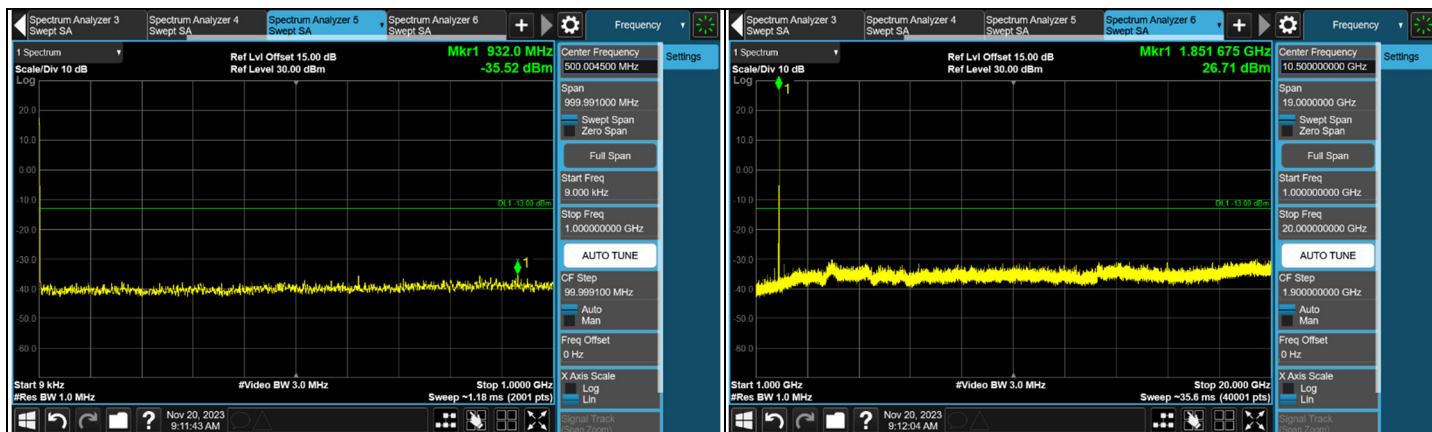 Spectrum Analyzer 3
Swept SA
Spectrum Analyzer 4
Swept SA
Spectrum Analyzer 5
Swept SA
Spectrum Analyzer 6
Swept SA
+
Frequency
1 Spectrum
Scale/Div 10 dB
Log
Ref Lvl Offset 15.00 dB
Ref Level 30.00 dBm
Mkr1 932.0 MHz
-35.52 dBm
20.0
10.0
0.00
-10.0
-20.0
-30.0
-40.0
-50.0
-60.0
DL1 -13.00 dBm
1
Start 9 kHz
#Res BW 1.0 MHz
#Video BW 3.0 MHz
Stop 1.0000 GHz
Sweep ~1.18 ms (2001 pts)
Center Frequency
500.004500 MHz
Settings
Span
999.991000 MHz
Swept Span
Zero Span
Full Span
Start Freq
9.000 kHz
Stop Freq
1.000000000 GHz
AUTO TUNE
CF Step
99.999100 MHz
Auto
Man
Freq Offset
0 Hz
X Axis Scale
Log
Lin
Signal Track
(Span Zoom)
?
Nov 20, 2023
9:11:43 AM
Spectrum Analyzer 3
Swept SA
Spectrum Analyzer 4
Swept SA
Spectrum Analyzer 5
Swept SA
Spectrum Analyzer 6
Swept SA
+
Frequency
1 Spectrum
Scale/Div 10 dB
Log
Ref Lvl Offset 15.00 dB
Ref Level 30.00 dBm
Mkr1 1.851 675 GHz
26.71 dBm
1
20.0
10.0
0.00
-10.0
-20.0
-30.0
-40.0
-50.0
-60.0
DL1 -13.00 dBm
Start 1.000 GHz
#Res BW 1.0 MHz
#Video BW 3.0 MHz
Stop 20.000 GHz
Sweep ~35.6 ms (40001 pts)
Center Frequency
10.500000000 GHz
Settings
Span
19.0000000 GHz
Swept Span
Zero Span
Full Span
Start Freq
1.000000000 GHz
Stop Freq
20.000000000 GHz
AUTO TUNE
CF Step
1.900000000 GHz
Auto
Man
Freq Offset
0 Hz
X Axis Scale
Log
Lin
Signal Track
(Span Zoom)
?
Nov 20, 2023
9:12:04 AM